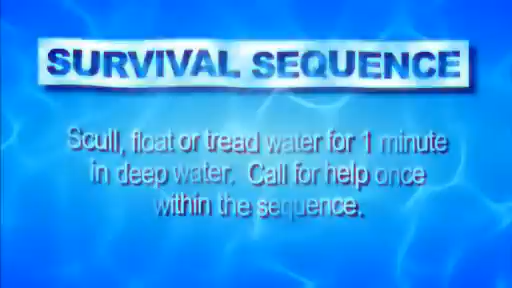 SURVIVAL SEQUENCE
Scull, float or tread water for 1 minute
in deep water. Call for help once
within the sequence.